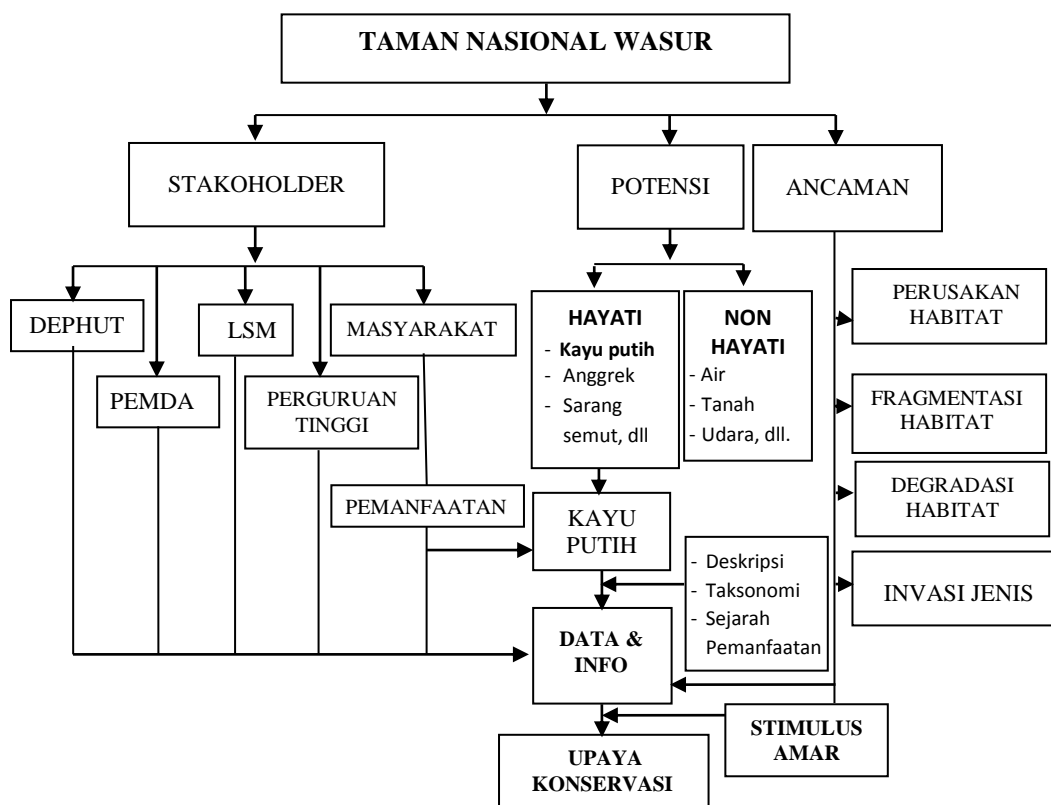 TAMAN NASIONAL WASUR
STAKOHOLDER
POTENSI
ANCAMAN
DEPHUT
LSM
MASYARAKAT
PEMDA
PERGURUAN
TINGGI
HAYATI
- Kayu putih
- Anggrek
- Sarang
semut, dll
NON
HAYATI
- Air
- Tanah
- Udara, dll.
PERUSAKAN
HABITAT
FRAGMENTASI
HABITAT
DEGRADASI
HABITAT
INVASI JENIS
PEMANFAATAN
KAYU
PUTIH
- Deskripsi
- Taksonomi
- Sejarah
Pemanfaatan
DATA &
INFO
STIMULUS
AMAR
UPAYA
KONSERVASI